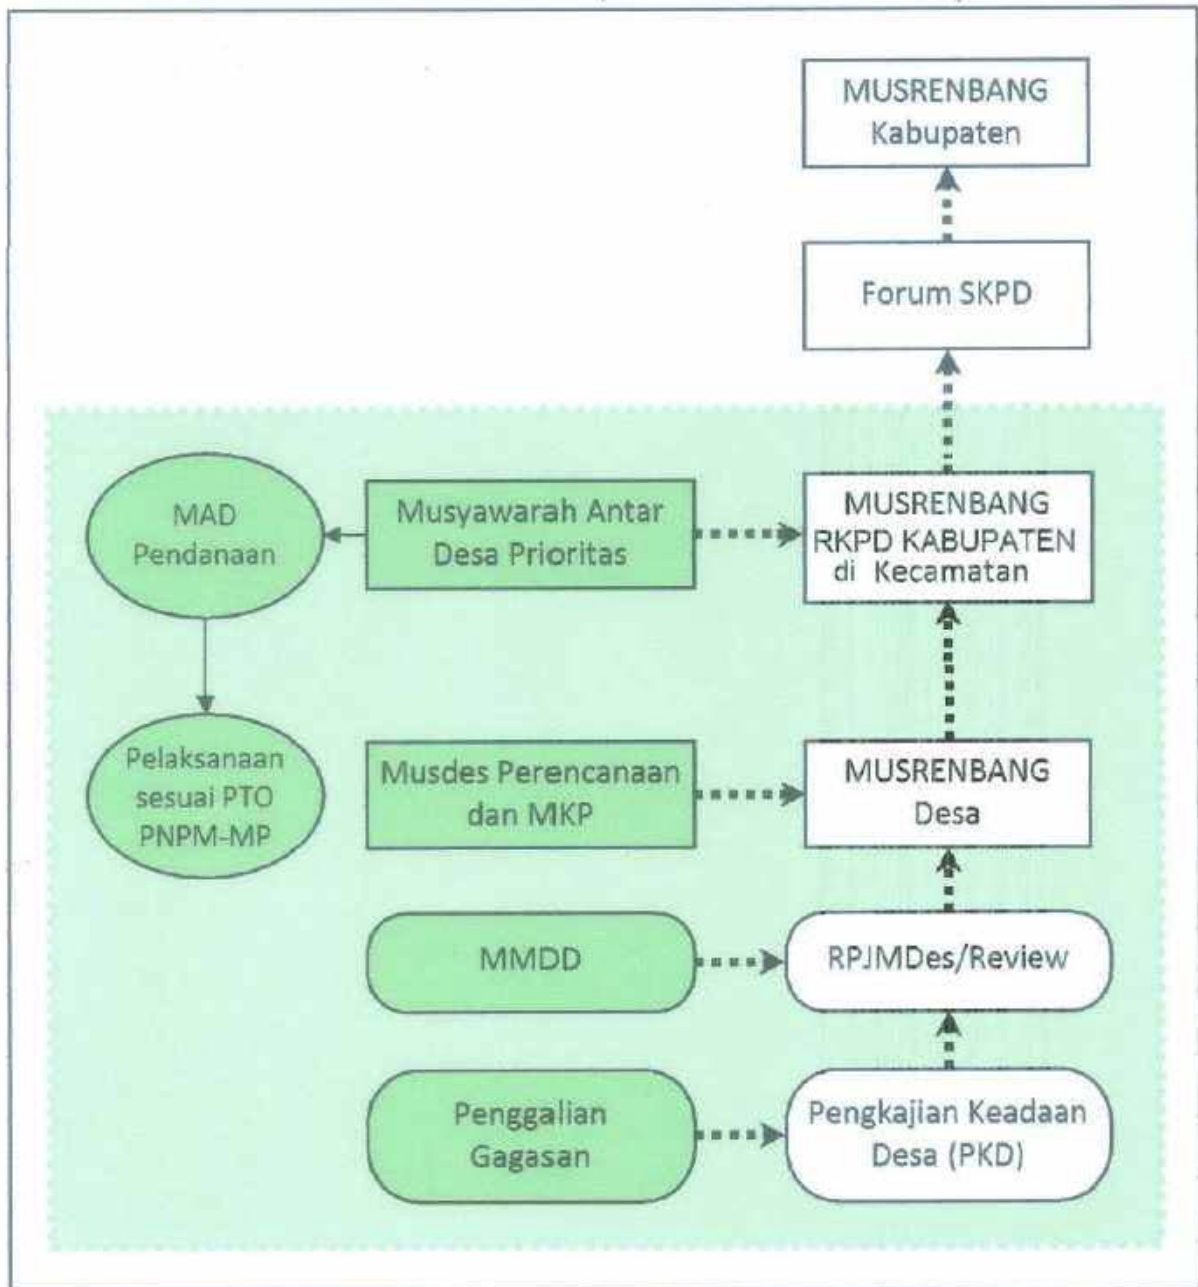 MUSRENBANG
Kabupaten
Forum SKPD
MAD
Pendanaan
Musyawarah Antar
Desa Prioritas
MUSRENBANG
RKPD KABUPATEN
di Kecamatan
Pelaksanaan
sesuai PTO
PNPM-MP
Musdes Perencanaan
dan MKP
MUSRENBANG
Desa
MMDD
RPJMDes/Review
Penggalian
Gagasan
Pengkajian Keadaan
Desa (PKD)